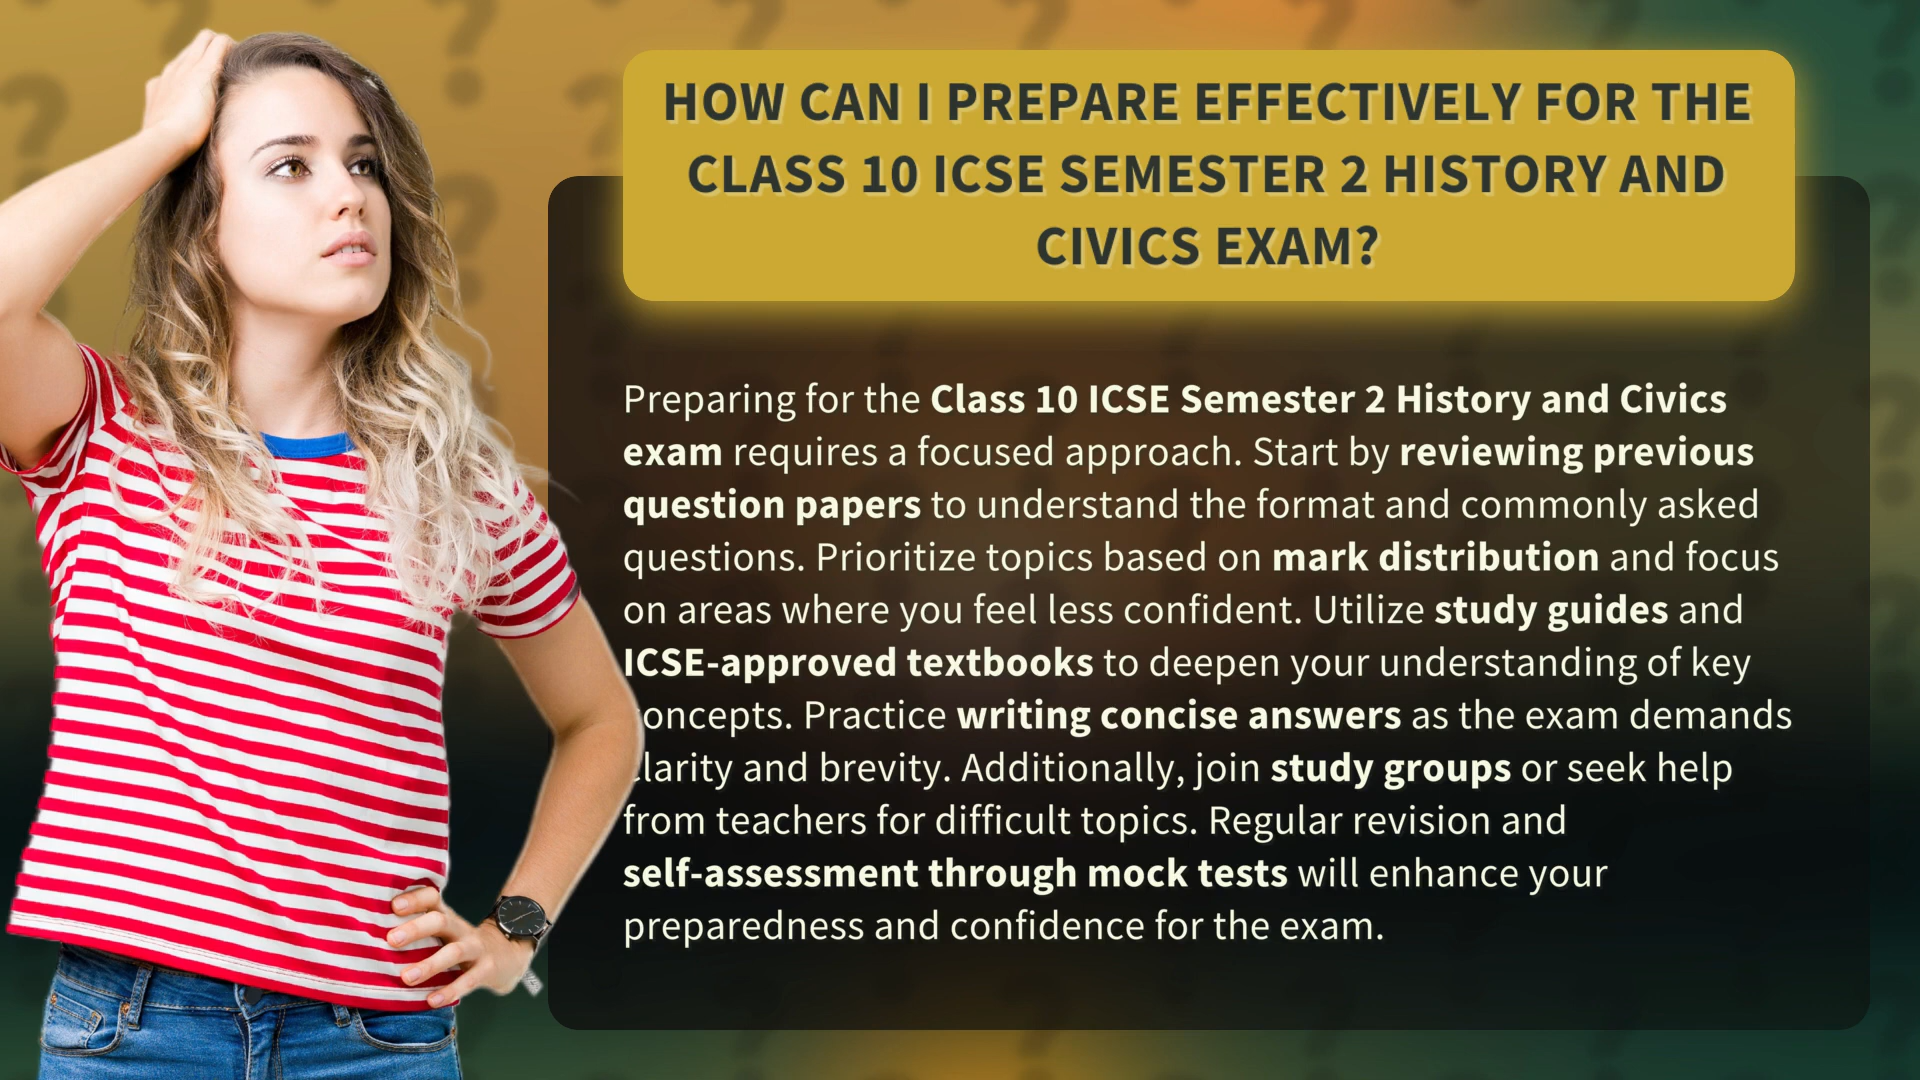 HOW CAN I PREPARE EFFECTIVELY FOR THE
CLASS 10 ICSE SEMESTER 2 HISTORY AND
CIVICS EXAM?
Preparing for the Class 10 ICSE Semester 2 History and Civics
exam requires a focused approach. Start by reviewing previous
question papers to understand the format and commonly asked
questions. Prioritize topics based on mark distribution and focus
on areas where you feel less confident. Utilize study guides and
ICSE-approved textbooks to deepen your understanding of key
concepts. Practice writing concise answers as the exam demands
clarity and brevity. Additionally, join study groups or seek help
from teachers for difficult topics. Regular revision and
self-assessment through mock tests will enhance your
preparedness and confidence for the exam.